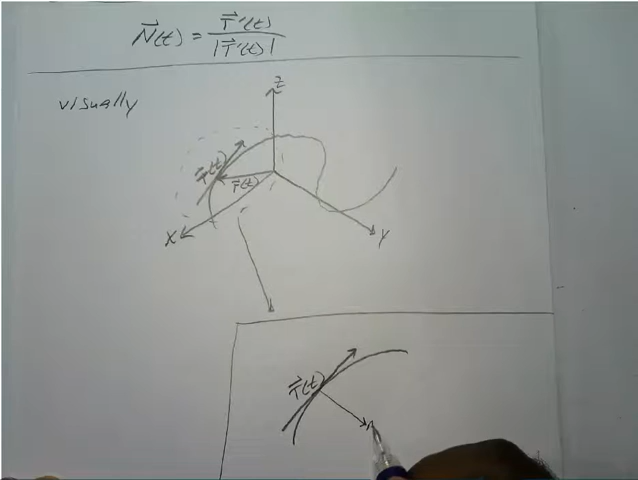 N⃗(t) = T⃗'(t) / |T⃗'(t)|
visually
z
T⃗(t)
r⃗(t)
x
y
T⃗(t)